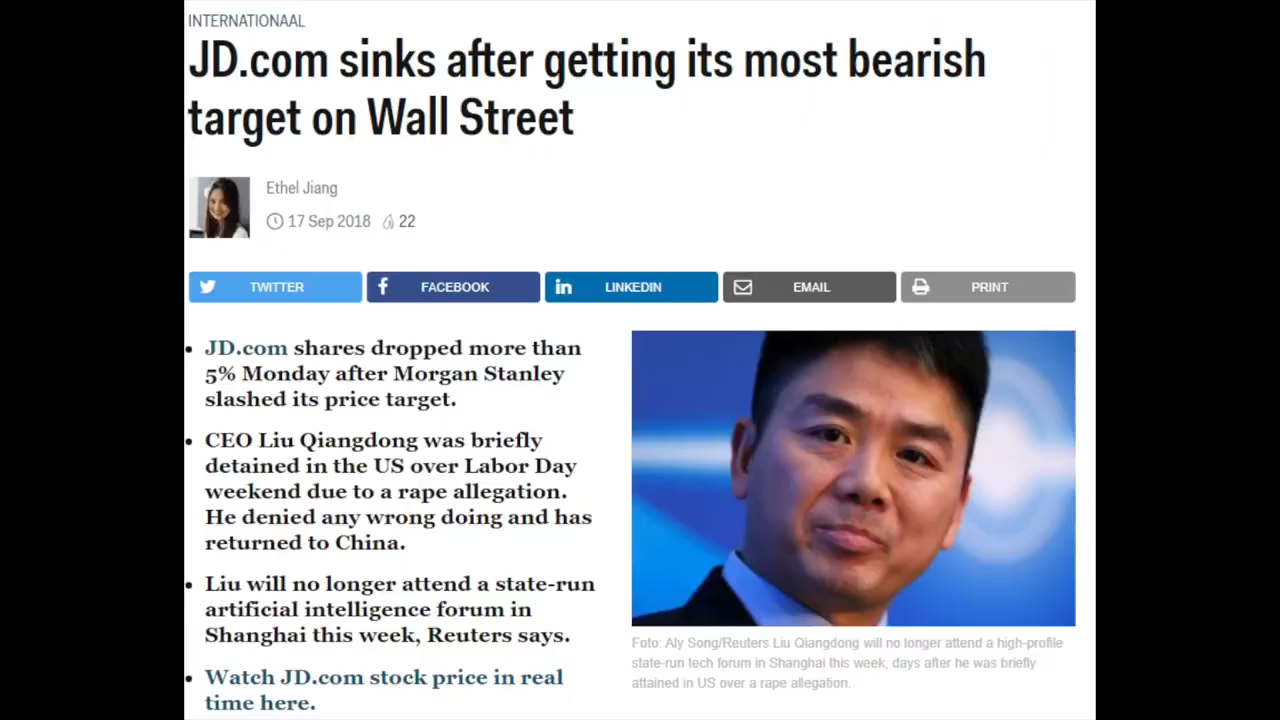 INTERNATIONAAL
JD.com sinks after getting its most bearish
target on Wall Street
Ethel Jiang
17 Sep 2018 22
TWITTER FACEBOOK LINKEDIN EMAIL PRINT
JD.com shares dropped more than
5% Monday after Morgan Stanley
slashed its price target.
CEO Liu Qiangdong was briefly
detained in the US over Labor Day
weekend due to a rape allegation.
He denied any wrong doing and has
returned to China.
Liu will no longer attend a state-run
artificial intelligence forum in
Shanghai this week, Reuters says.
Watch JD.com stock price in real
time here.
Foto: Aly Song/Reuters Liu Qiangdong will no longer attend a high-profile
state-run tech forum in Shanghai this week, days after he was briefly
attained in US over a rape allegation.